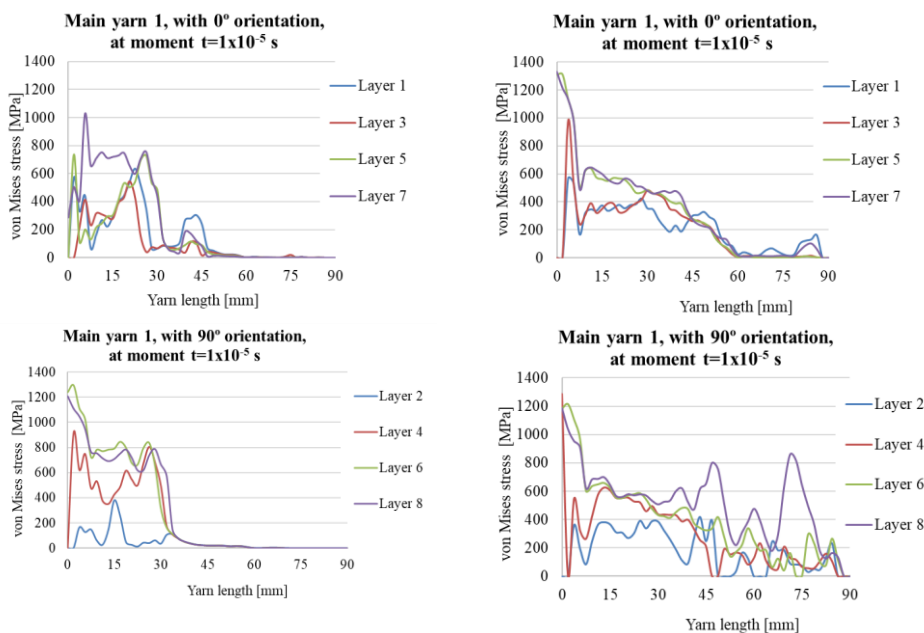 Main yarn 1, with 0º orientation,
at moment t=1x10⁻⁵ s
von Mises stress [MPa]
1400
1200
1000
800
600
400
200
0
0 15 30 45 60 75 90
Yarn length [mm]
Layer 1
Layer 3
Layer 5
Layer 7
Main yarn 1, with 0º orientation,
at moment t=1x10⁻⁵ s
von Mises stress [MPa]
1400
1200
1000
800
600
400
200
0
0 15 30 45 60 75 90
Yarn length [mm]
Layer 1
Layer 3
Layer 5
Layer 7
Main yarn 1, with 90º orientation,
at moment t=1x10⁻⁵ s
von Mises stress [MPa]
1400
1200
1000
800
600
400
200
0
0 15 30 45 60 75 90
Yarn length [mm]
Layer 2
Layer 4
Layer 6
Layer 8
Main yarn 1, with 90º orientation,
at moment t=1x10⁻⁵ s
von Mises stress [MPa]
1400
1200
1000
800
600
400
200
0
0 15 30 45 60 75 90
Yarn length [mm]
Layer 2
Layer 4
Layer 6
Layer 8